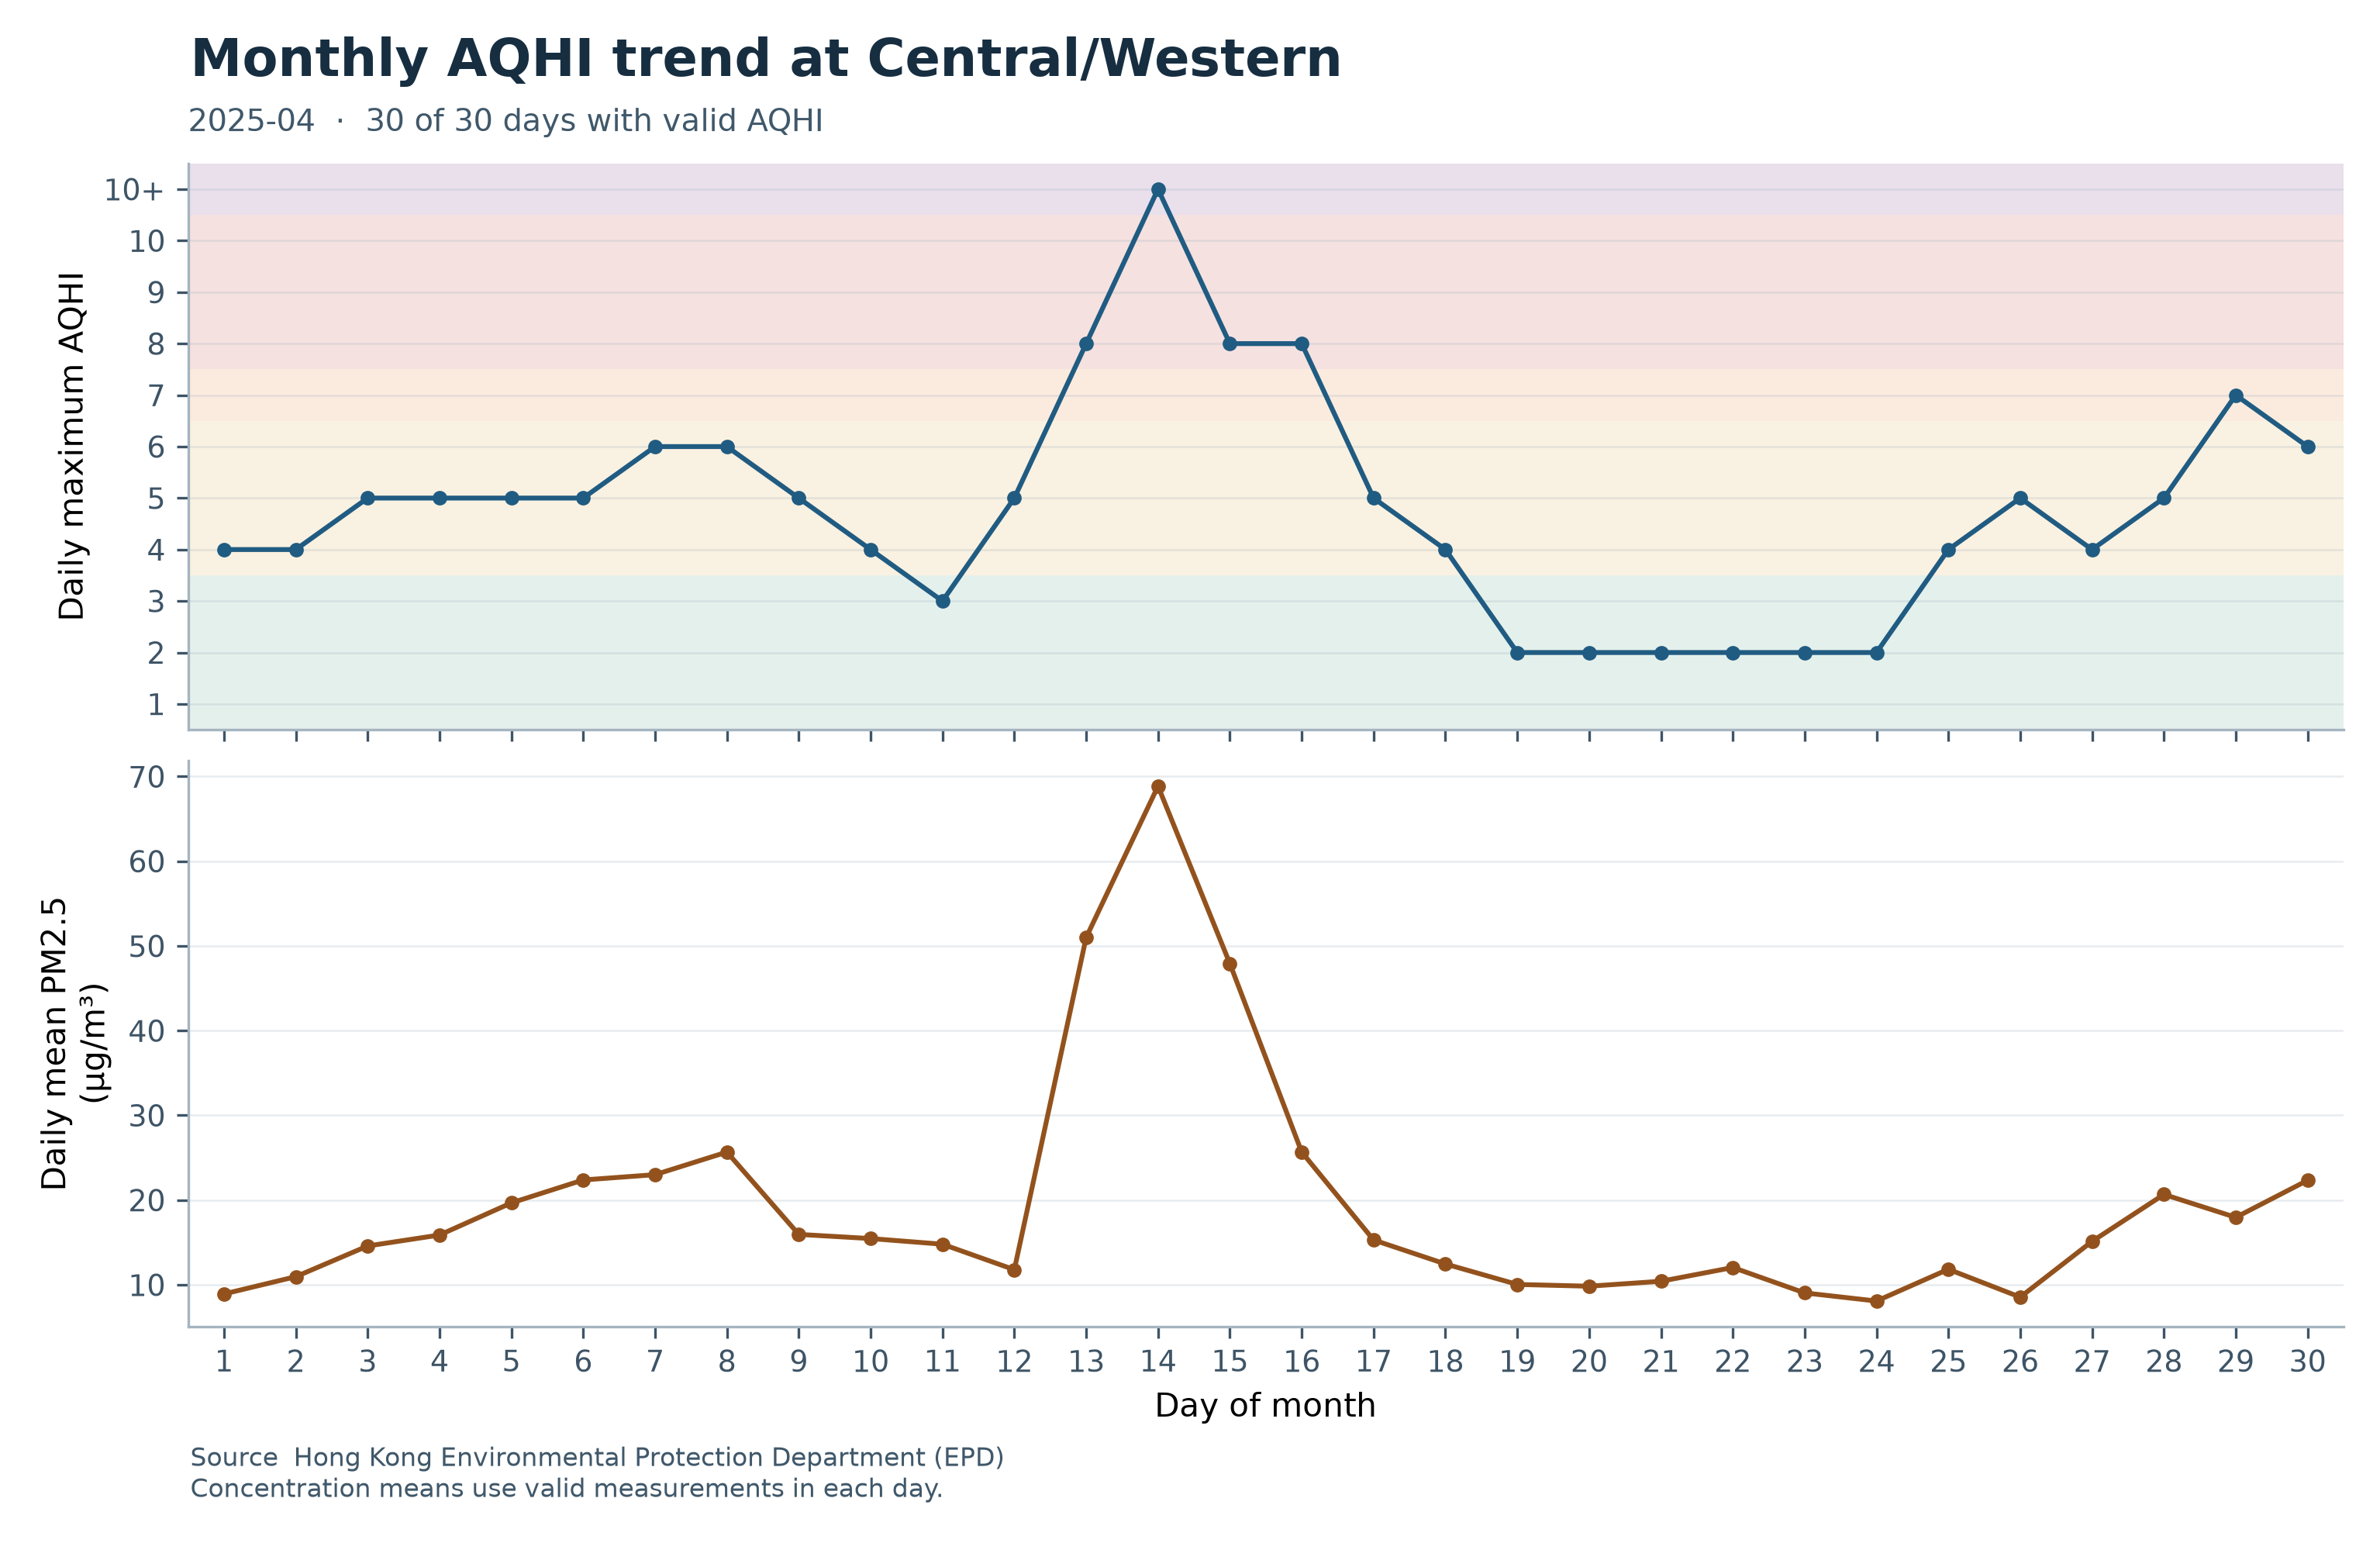 Monthly AQHI trend at Central/Western
2025-04 · 30 of 30 days with valid AQHI
Daily maximum AQHI
10+
10
9
8
7
6
5
4
3
2
1
Daily mean PM2.5
(µg/m³)
70
60
50
40
30
20
10
1 2 3 4 5 6 7 8 9 10 11 12 13 14 15 16 17 18 19 20 21 22 23 24 25 26 27 28 29 30
Day of month
Source Hong Kong Environmental Protection Department (EPD)
Concentration means use valid measurements in each day.